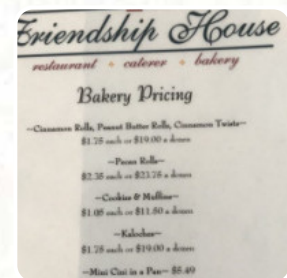 Friendship House
restaurant • caterer • bakery
Bakery Pricing
~Cinnamon Rolls, Peanut Butter Rolls, Cinnamon Twists~
$1.75 each or $19.00 a dozen
~Pecan Rolls~
$2.35 each or $23.75 a dozen
~Cookies & Muffins~
$1.05 each or $11.50 a dozen
~Kolaches~
$1.75 each or $19.00 a dozen
~Mini Cini in a Pan~ $5.49